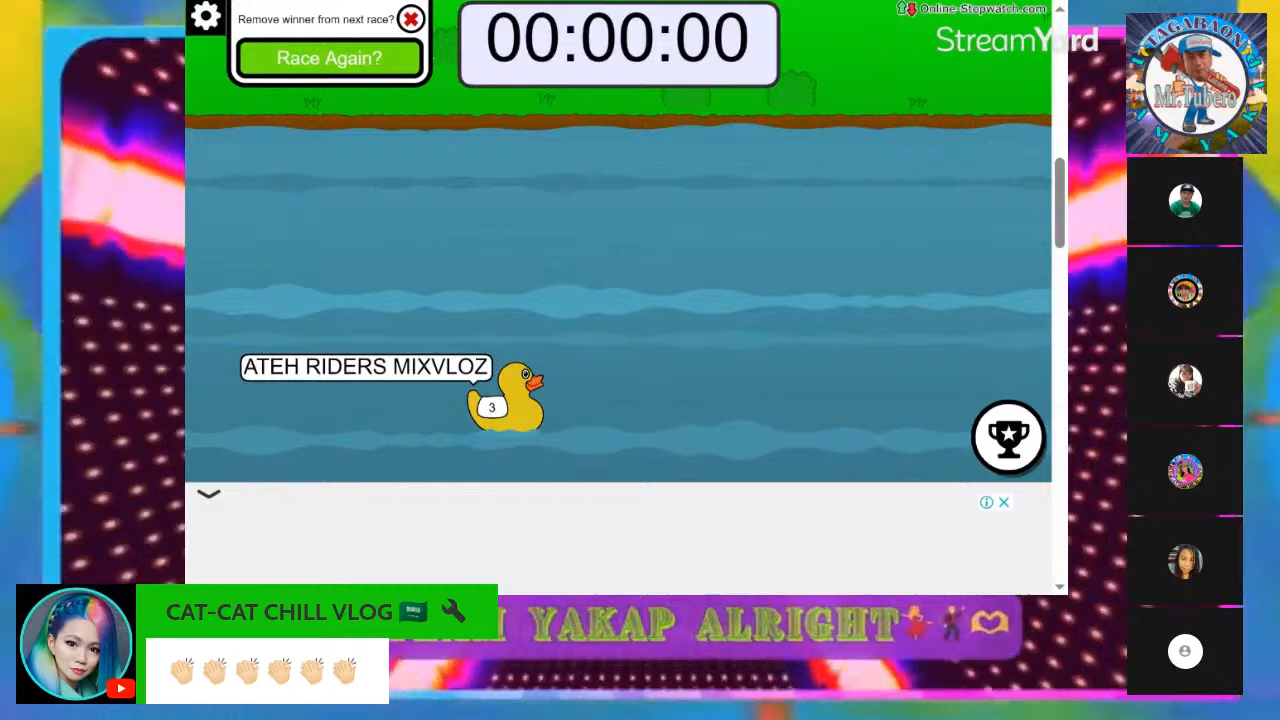 Remove winner from next race?
Race Again?
00:00:00
Online-Stopwatch.com
StreamYard
TAGABAON
Mr.Tubero
ATEH RIDERS MIXVLOZ
3
CAT-CAT CHILL VLOG
YAKAP ALRIGHT